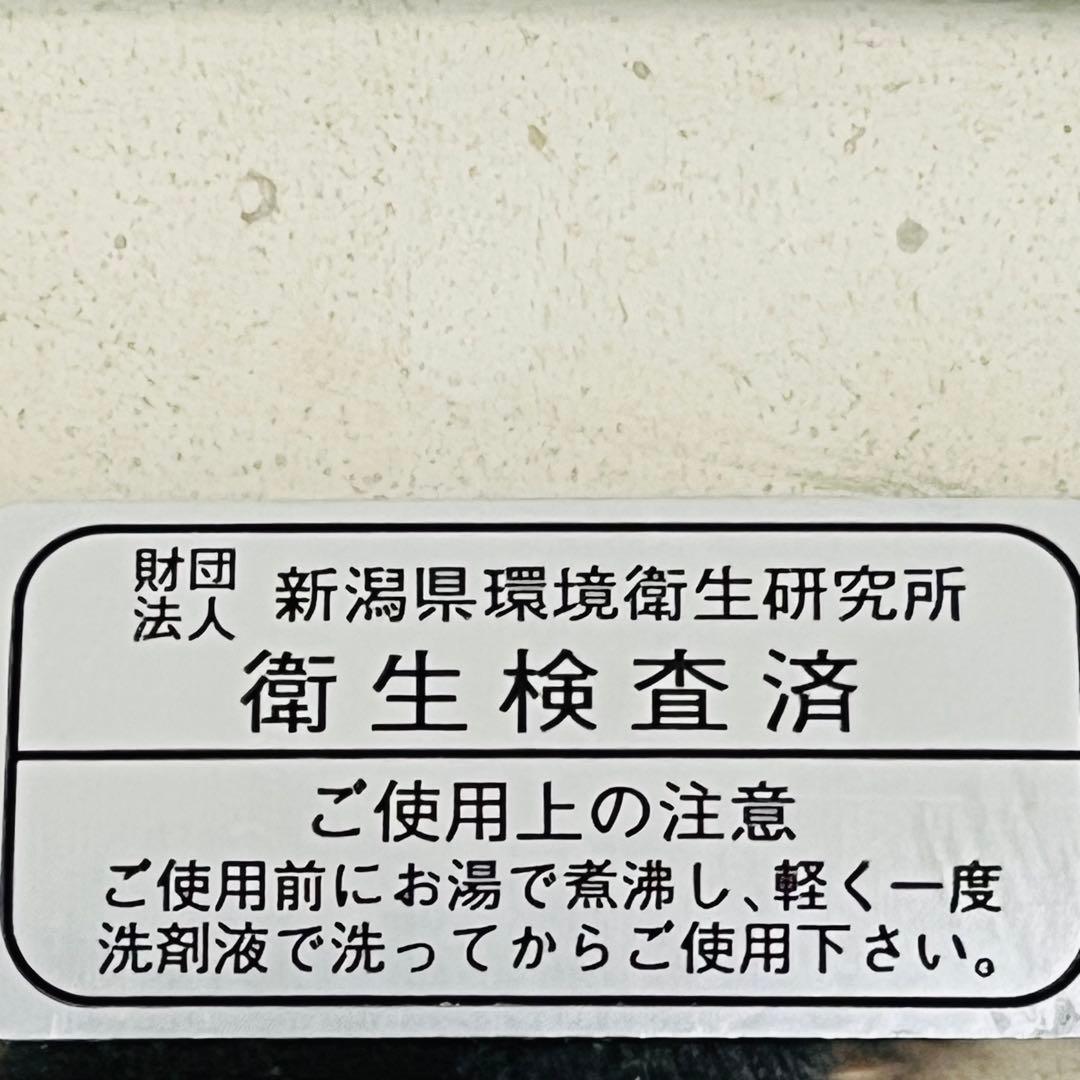 財団法人 新潟県環境衛生研究所
衛生検査済
ご使用上の注意
ご使用前にお湯で煮沸し、軽く一度
洗剤液で洗ってからご使用下さい。